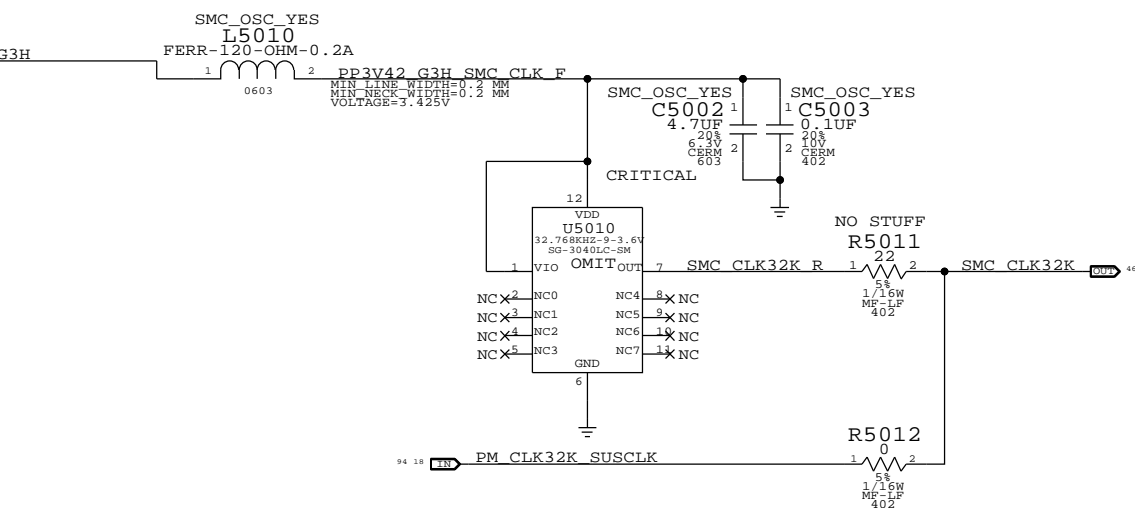 G3H
SMC_OSC_YES
L5010
FERR-120-OHM-0.2A
1
2
0603
PP3V42_G3H_SMC_CLK_F
MIN_LINE_WIDTH=0.2 MM
MIN_NECK_WIDTH=0.2 MM
VOLTAGE=3.425V
SMC_OSC_YES
C5002
4.7UF
20%
6.3V
CERM
603
1
2
SMC_OSC_YES
C5003
0.1UF
20%
10V
CERM
402
1
2
CRITICAL
12
VDD
U5010
32.768KHZ-9-3.6V
SG-3040LC-SM
OMIT
1 VIO
OUT 7
SMC_CLK32K_R
NO STUFF
R5011
22
1
2
5%
1/16W
MF-LF
402
SMC_CLK32K
OUT
46
NC 2 NC0
NC4 8 NC
NC 3 NC1
NC5 9 NC
NC 4 NC2
NC6 10 NC
NC 5 NC3
NC7 11 NC
GND
6
94 18
IN
PM_CLK32K_SUSCLK
R5012
0
1
2
5%
1/16W
MF-LF
402